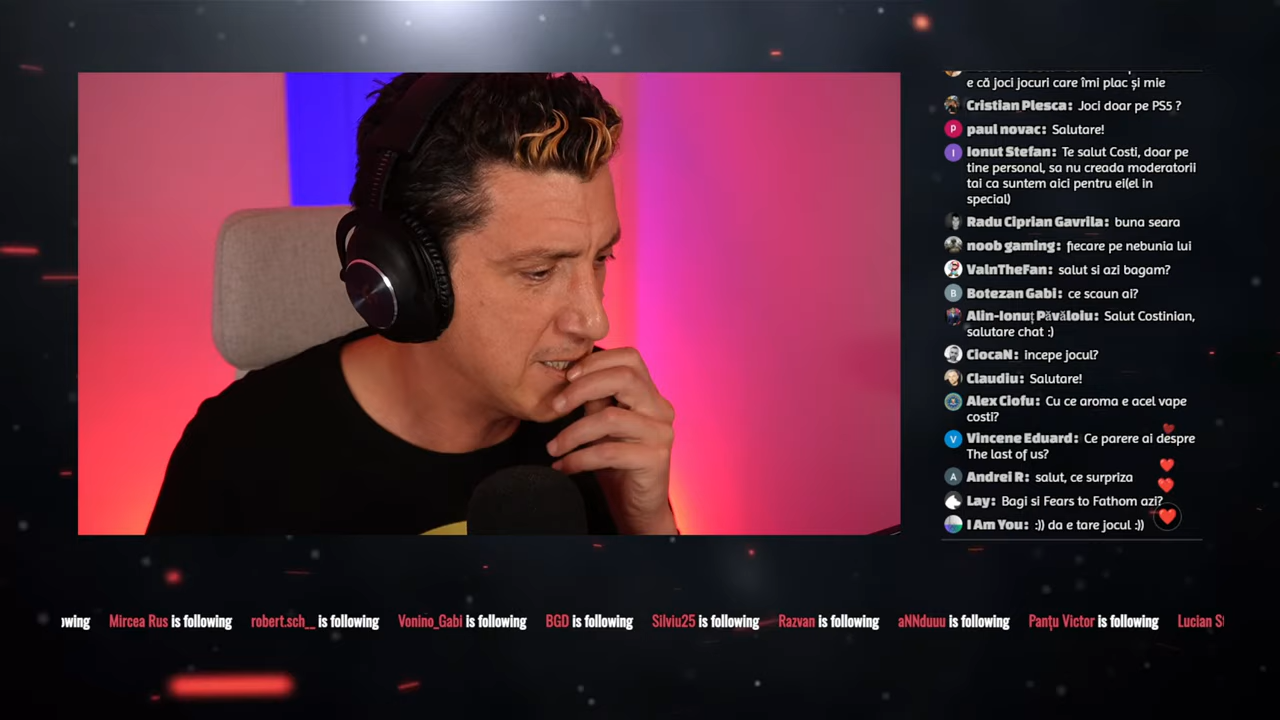 e că joci jocuri care îmi plac și mie
Cristian Plesca: Joci doar pe PS5 ?
P paul novac: Salutare!
I Ionut Stefan: Te salut Costi, doar pe
tine personal, sa nu creada moderatorii
tai ca suntem aici pentru ei(el in
special)
Radu Ciprian Gavrila: buna seara
noob gaming: fiecare pe nebunia lui
ValnTheFan: salut si azi bagam?
B Botezan Gabi: ce scaun ai?
Alin-Ionuț Păvăloiu: Salut Costinian,
salutare chat :)
CiocaN: incepe jocul?
Claudiu: Salutare!
Alex Ciofu: Cu ce aroma e acel vape
costi?
V Vincene Eduard: Ce parere ai despre
The last of us?
A Andrei R: salut, ce surpriza
Lay: Bagi si Fears to Fathom azi?
I Am You: :)) da e tare jocul :))
owing Mircea Rus is following robert.sch__ is following Vonino_Gabi is following BGD is following Silviu25 is following Razvan is following aNNduuu is following Panțu Victor is following Lucian